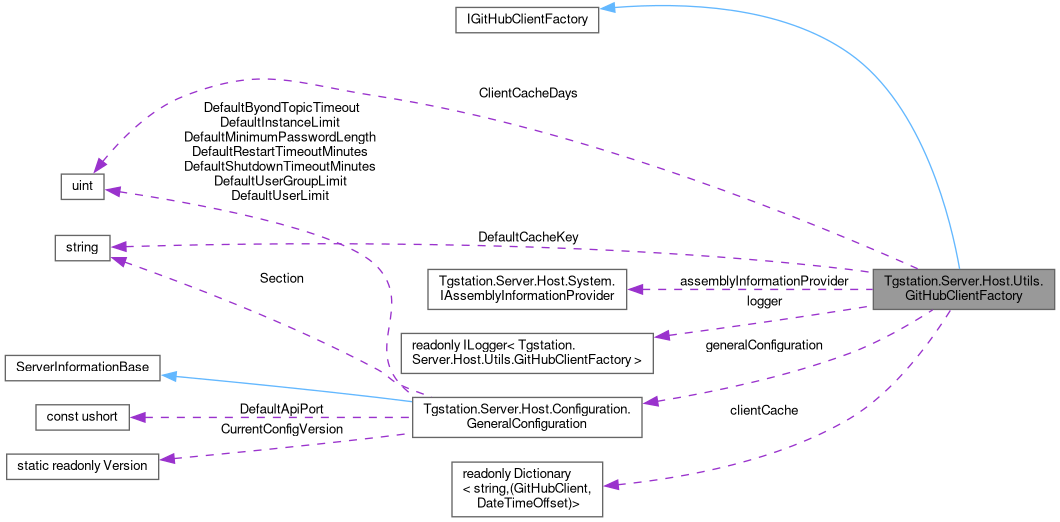 IGitHubClientFactory
ClientCacheDays
DefaultByondTopicTimeout
DefaultInstanceLimit
DefaultMinimumPasswordLength
DefaultRestartTimeoutMinutes
DefaultShutdownTimeoutMinutes
DefaultUserGroupLimit
DefaultUserLimit
uint
string
DefaultCacheKey
Section
Tgstation.Server.Host.System.
IAssemblyInformationProvider
assemblyInformationProvider
logger
Tgstation.Server.Host.Utils.
GitHubClientFactory
readonly ILogger< Tgstation.
Server.Host.Utils.GitHubClientFactory >
generalConfiguration
ServerInformationBase
const ushort
DefaultApiPort
CurrentConfigVersion
Tgstation.Server.Host.Configuration.
GeneralConfiguration
clientCache
static readonly Version
readonly Dictionary
< string,(GitHubClient,
DateTimeOffset)>